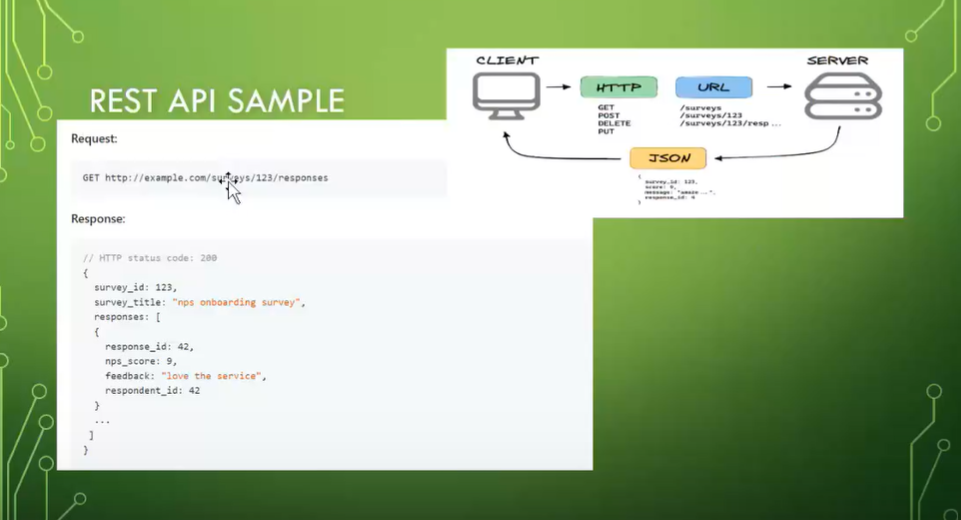 REST API SAMPLE
Request:
GET http://example.com/surveys/123/responses
Response:
// HTTP status code: 200
{
survey_id: 123,
survey_title: "nps onboarding survey",
responses: [
{
response_id: 42,
nps_score: 9,
feedback: "love the service",
respondent_id: 42
}
...
]
}
CLIENT
SERVER
HTTP
URL
GET
POST
DELETE
PUT
/surveys
/surveys/123
/surveys/123/resp ...
JSON
{
survey_id: 123,
score: 9,
message: "amaze ..",
response_id: 4
}